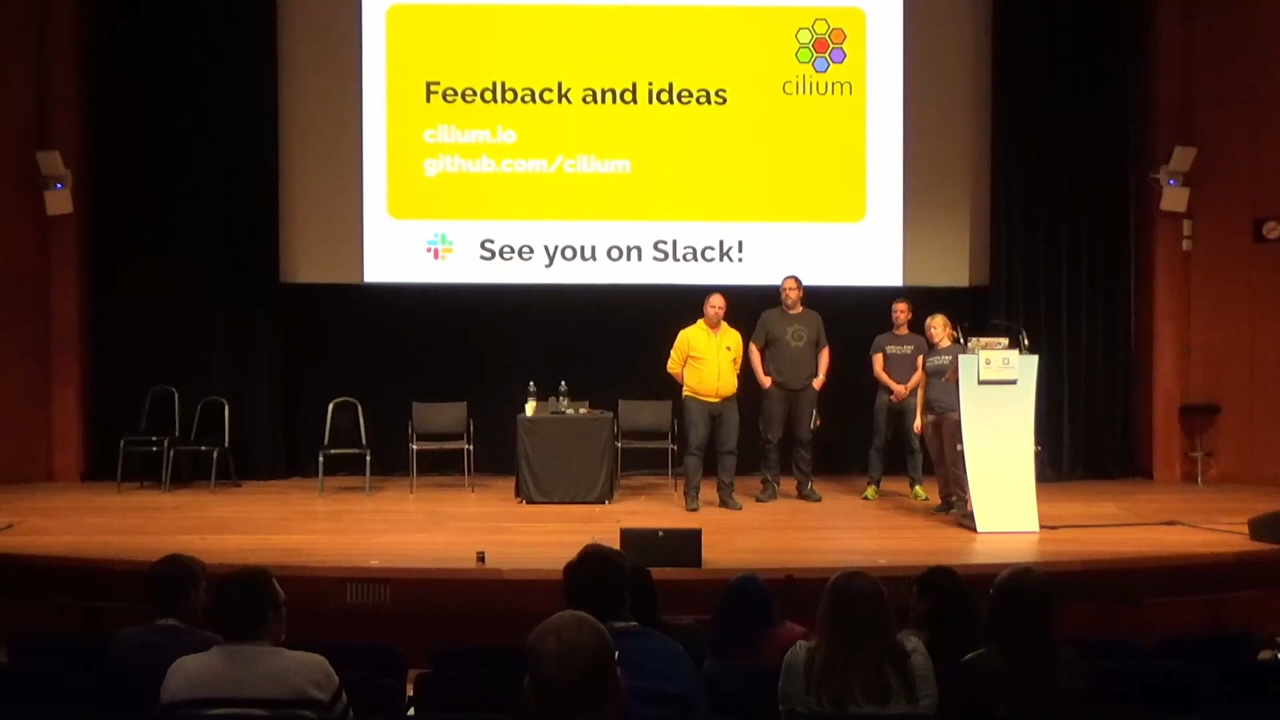 cilium
Feedback and ideas
cilium.io
github.com/cilium
See you on Slack!